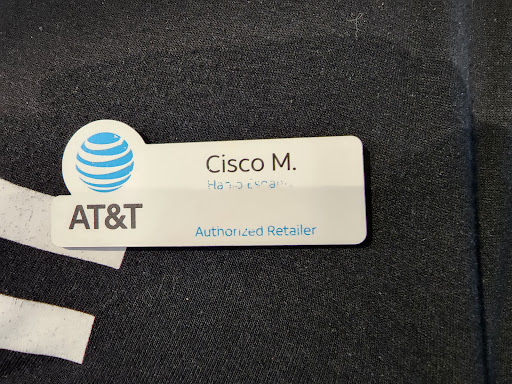 Cisco M.
AT&T
Authorized Retailer